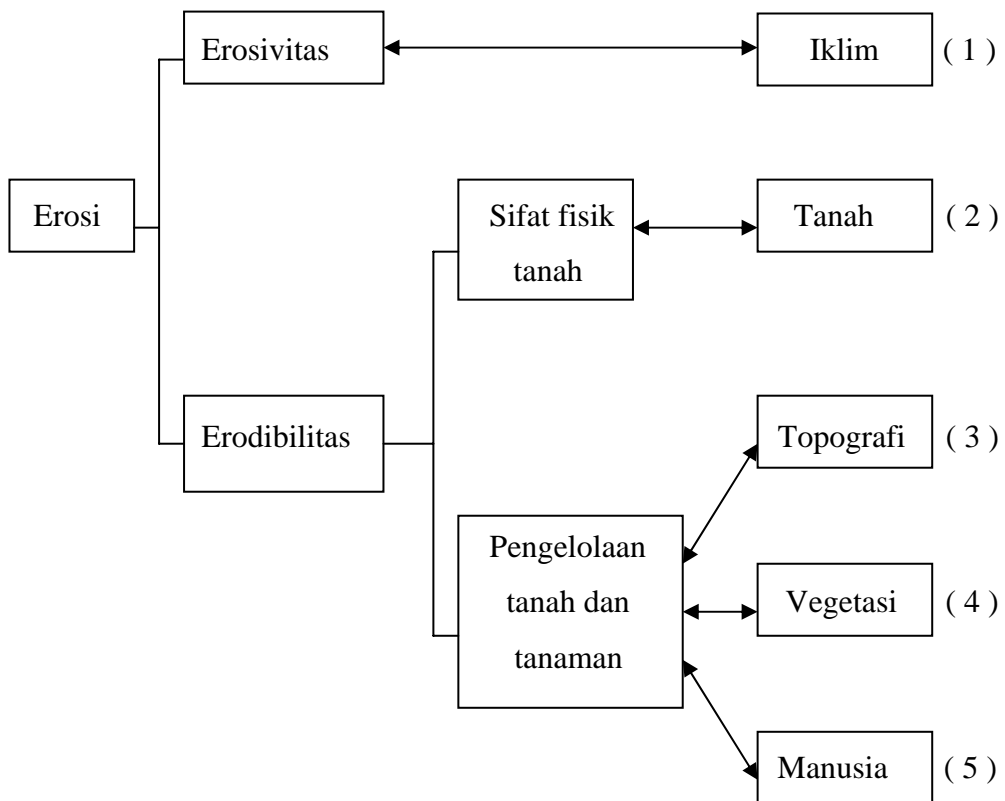 Erosivitas
Iklim ( 1 )
Erosi
Sifat fisik
tanah
Tanah ( 2 )
Erodibilitas
Topografi ( 3 )
Pengelolaan
tanah dan
tanaman
Vegetasi ( 4 )
Manusia ( 5 )